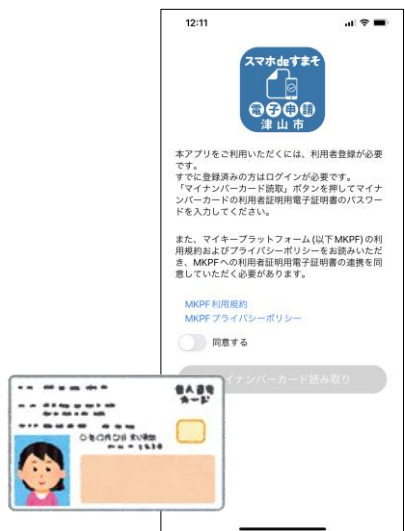 12:11
スマホdeすまそ
電子申請
津山市
本アプリをご利用いただくには、利用者登録が必要
です。
すでに登録済みの方はログインが必要です。
「マイナンバーカード読取」ボタンを押してマイナ
ンバーカードの利用者証明用電子証明書のパスワー
ドを入力してください。
また、マイキープラットフォーム(以下MKPF)の利
用規約およびプライバシーポリシーをお読みいただ
き、MKPFへの利用者証明用電子証明書の連携を同
意していただく必要があります。
MKPF利用規約
MKPFプライバシーポリシー
同意する
イナンバーカード読み取り
個人番号
カード